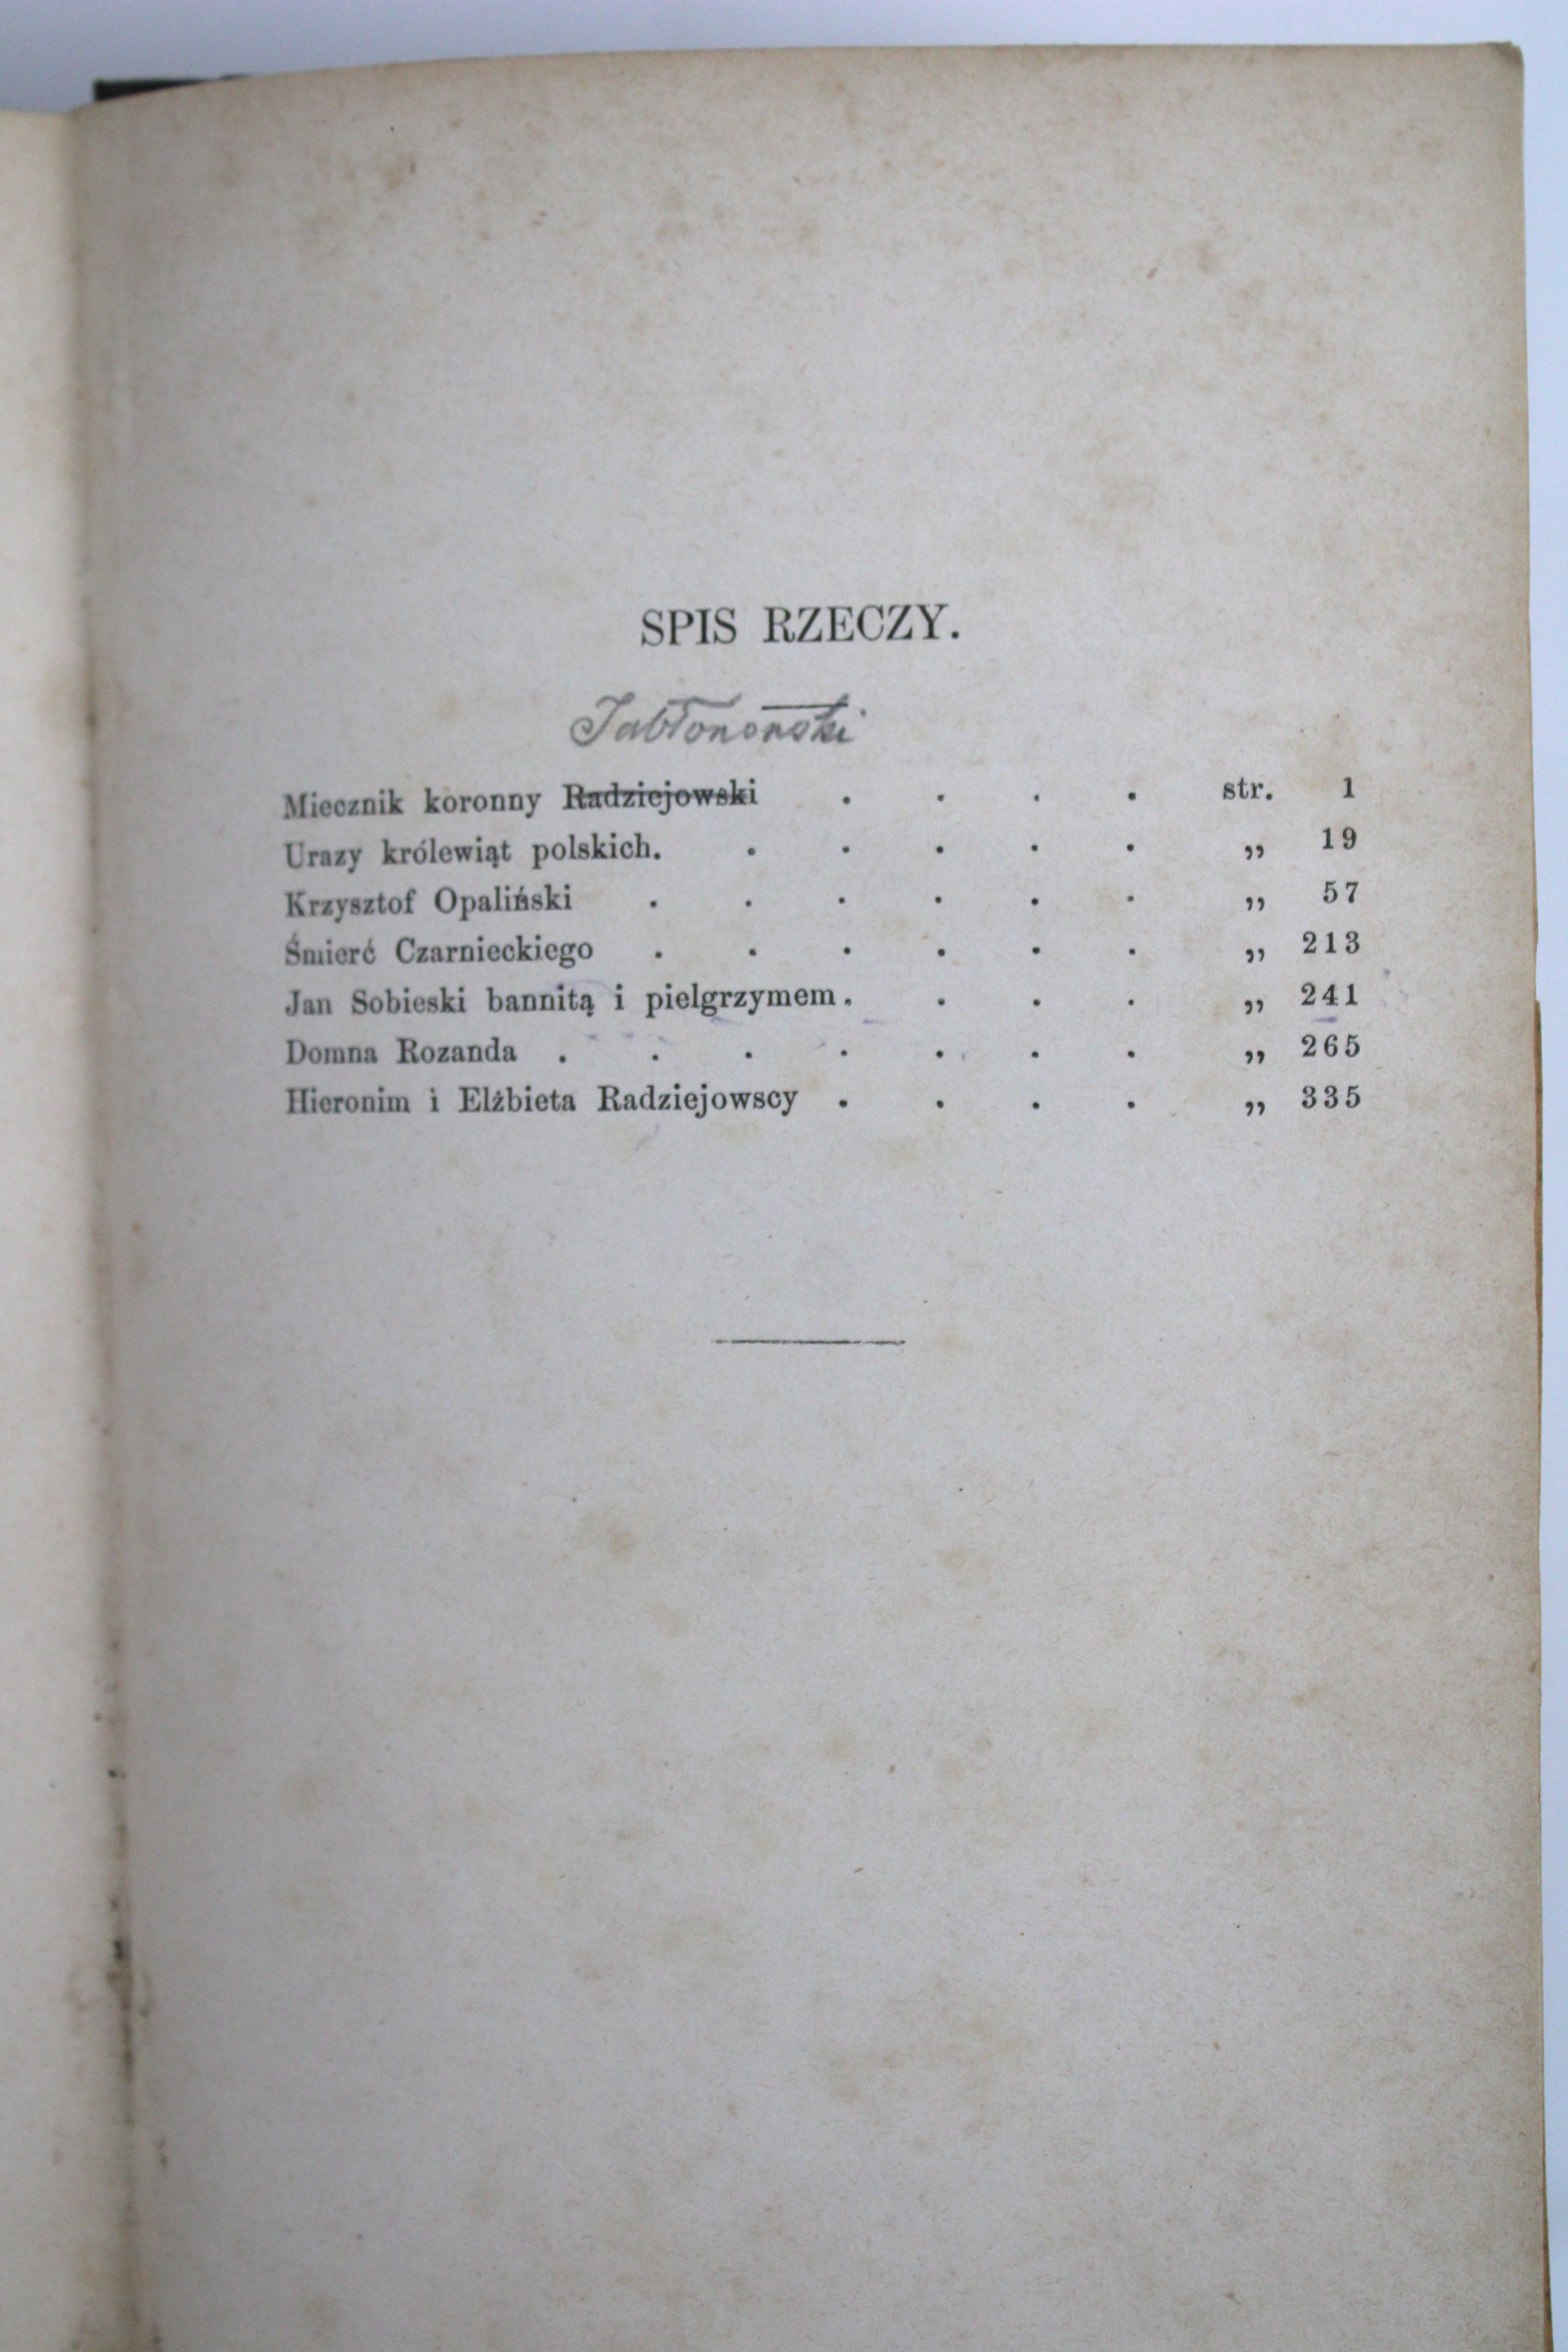 SPIS RZECZY.
Jabłonowski
Miecznik koronny Radziejowski . . . . str. 1
Urazy królewiąt polskich. . . . . . „ 19
Krzysztof Opaliński . . . . . . „ 57
Śmierć Czarnieckiego . . . . . . „ 213
Jan Sobieski bannitą i pielgrzymem. . . . „ 241
Domna Rozanda . . . . . . . „ 265
Hieronim i Elżbieta Radziejowscy . . . . „ 335